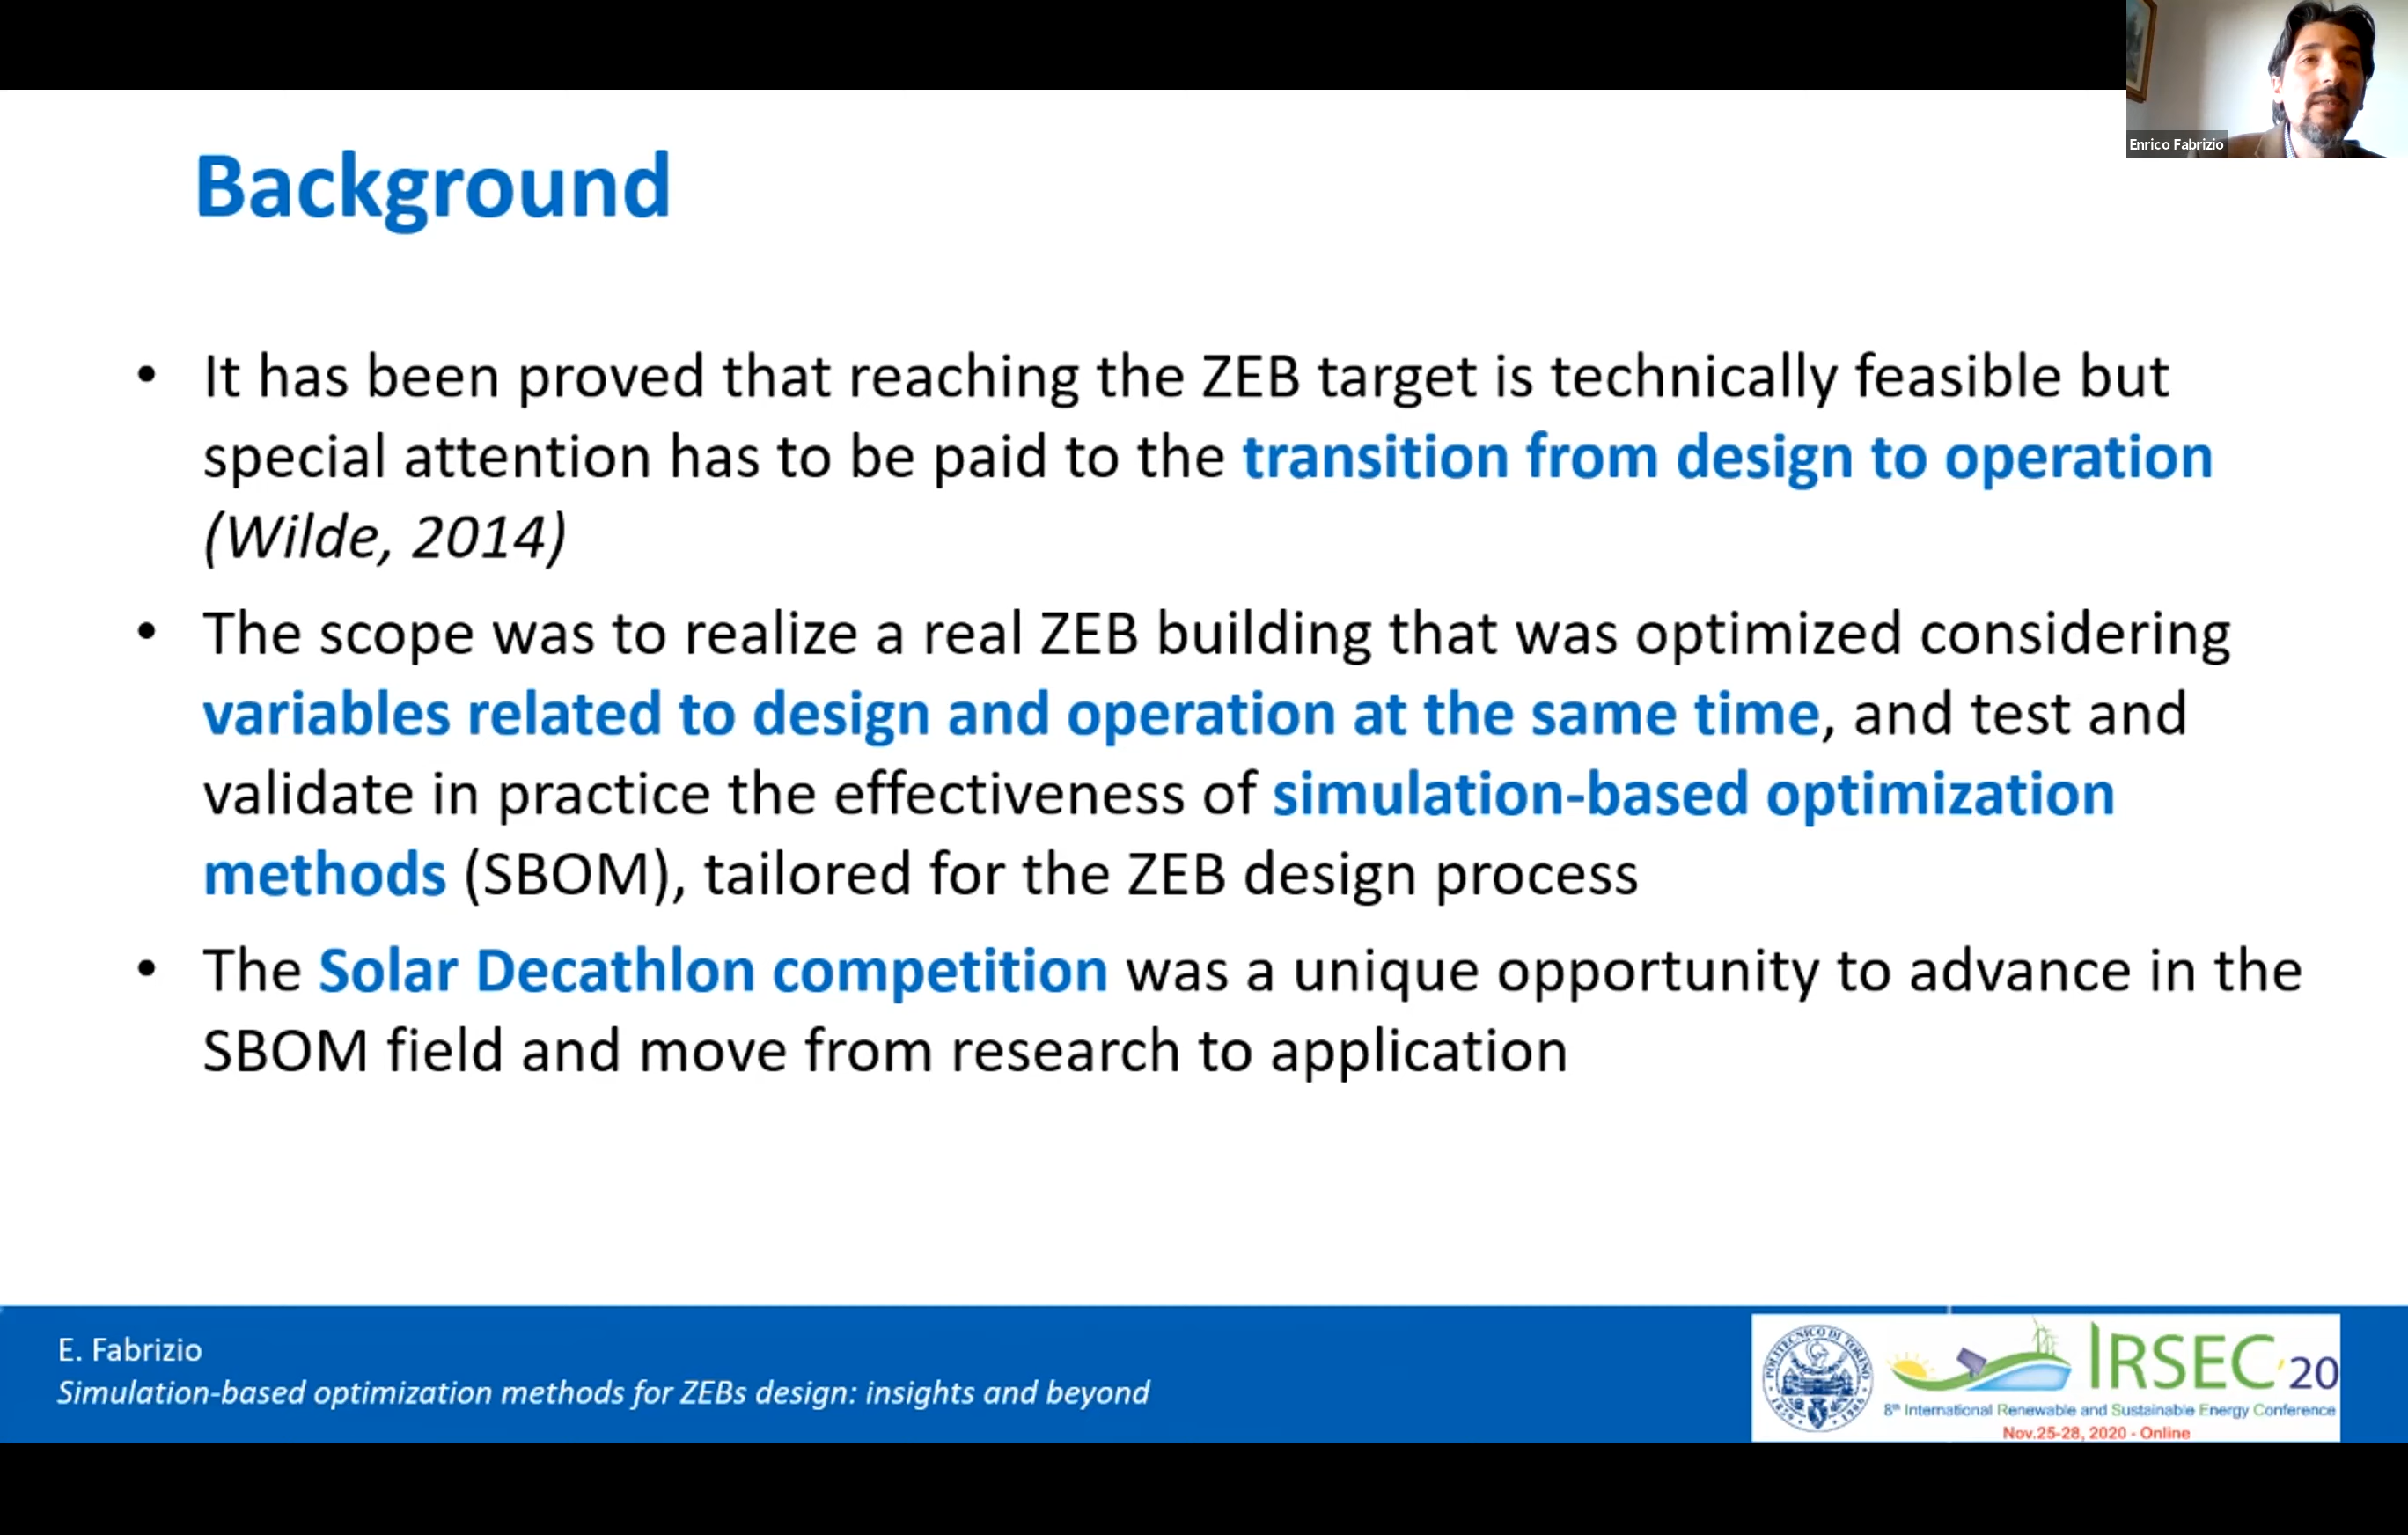 Enrico Fabrizio
Background
• It has been proved that reaching the ZEB target is technically feasible but
special attention has to be paid to the transition from design to operation
(Wilde, 2014)
• The scope was to realize a real ZEB building that was optimized considering
variables related to design and operation at the same time, and test and
validate in practice the effectiveness of simulation-based optimization
methods (SBOM), tailored for the ZEB design process
• The Solar Decathlon competition was a unique opportunity to advance in the
SBOM field and move from research to application
E. Fabrizio
Simulation-based optimization methods for ZEBs design: insights and beyond
POLITECNICO DI TORINO
IRSEC'20
8th International Renewable and Sustainable Energy Conference
Nov.25-28, 2020 - Online